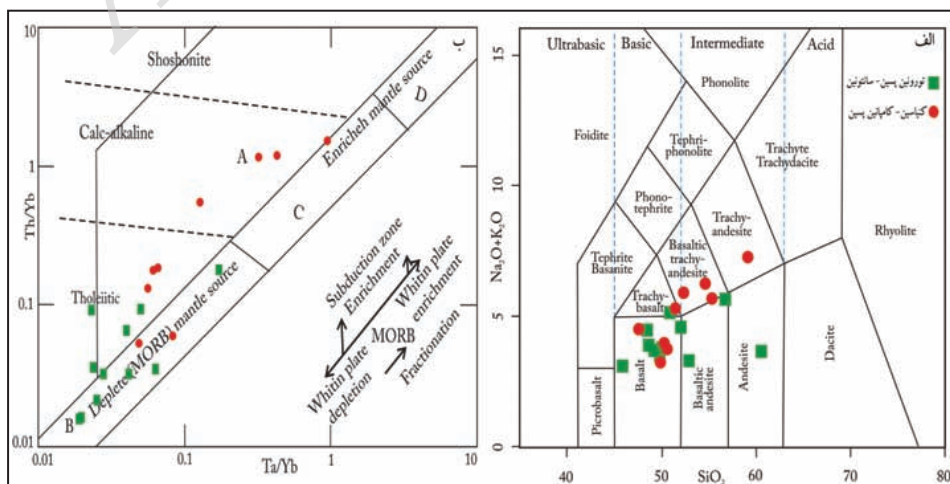 ب
Shoshonite
Calc-alkaline
Tholeiitic
A
B
C
D
Enricheh mantle source
Deplete (MORB) mantle source
Subduction zone
Enrichment
Whitin plate
enrichment
MORB
Whitin plate
depletion
Fractionation
Th/Yb
10
1
0.1
0.01
0.01
0.1
1
10
Ta/Yb
الف
Ultrabasic
Basic
Intermediate
Acid
تورونین پسین - سانتونین
کنیاسین - کامپانین پسین
Phonolite
Foidite
Tephri-
phonolite
Trachyte
Trachydacite
Phono-
tephrite
Trachy-
andesite
Rhyolite
Tephrite
Basanite
Basaltic
trachy-
andesite
Trachy-
basalt
Picrobasalt
Basalt
Basaltic
andesite
Andesite
Dacite
Na₂O+K₂O
15
10
5
0
40
50
60
70
80
SiO₂